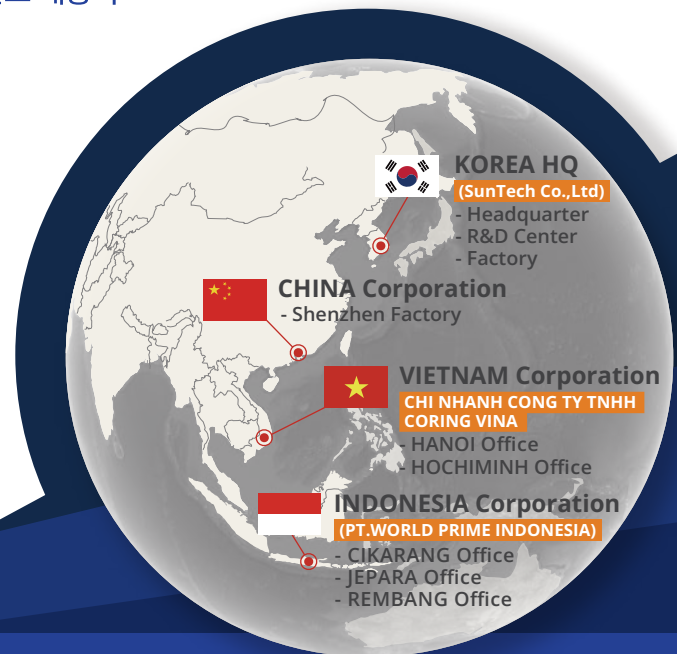 KOREA HQ
(SunTech Co.,Ltd)
- Headquarter
- R&D Center
- Factory
CHINA Corporation
- Shenzhen Factory
VIETNAM Corporation
CHI NHANH CONG TY TNHH
CORING VINA
- HANOI Office
- HOCHIMINH Office
INDONESIA Corporation
(PT.WORLD PRIME INDONESIA)
- CIKARANG Office
- JEPARA Office
- REMBANG Office